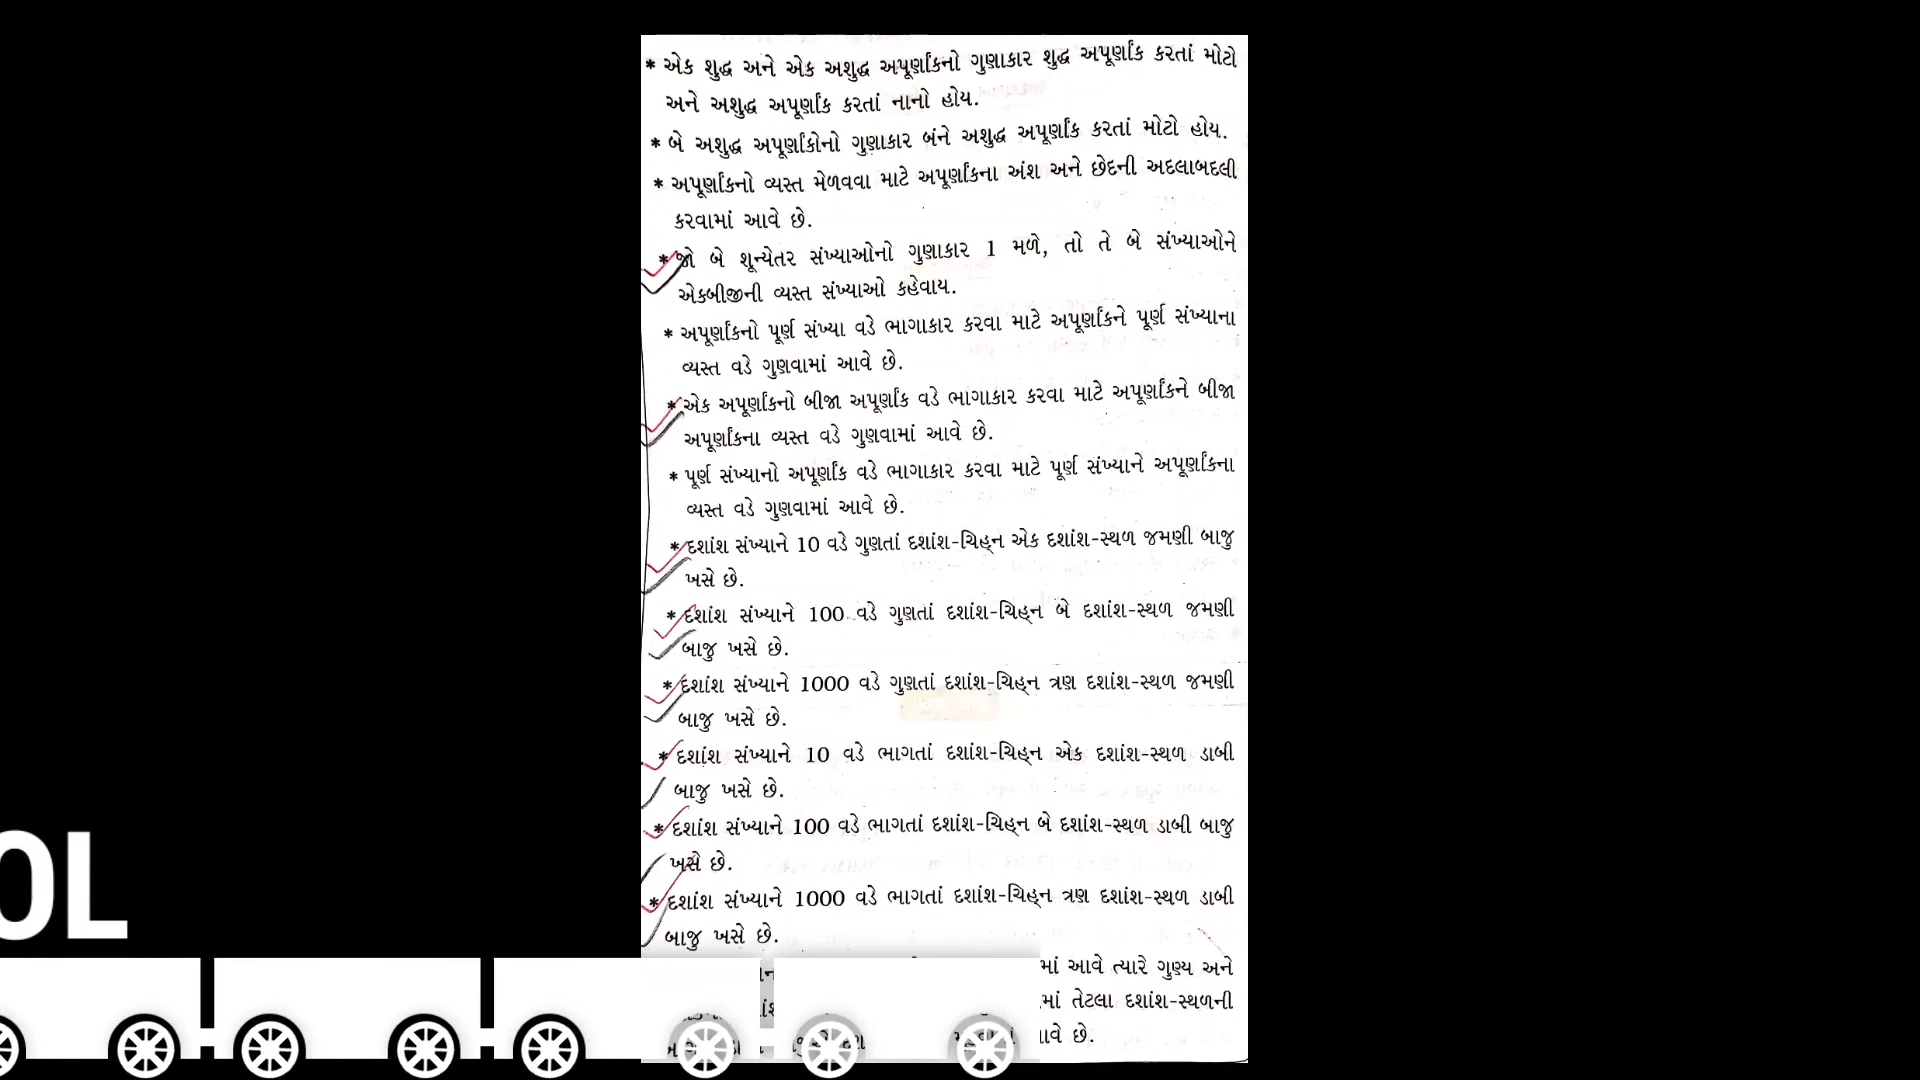 * એક શુદ્ધ અને એક અશુદ્ધ અપૂર્ણાંકનો ગુણાકાર શુદ્ધ અપૂર્ણાંક કરતાં મોટો
અને અશુદ્ધ અપૂર્ણાંક કરતાં નાનો હોય.
* બે અશુદ્ધ અપૂર્ણાંકોનો ગુણાકાર બંને અશુદ્ધ અપૂર્ણાંક કરતાં મોટો હોય.
* અપૂર્ણાંકનો વ્યસ્ત મેળવવા માટે અપૂર્ણાંકના અંશ અને છેદની અદલાબદલી
કરવામાં આવે છે.
* જો બે શૂન્યેતર સંખ્યાઓનો ગુણાકાર 1 મળે, તો તે બે સંખ્યાઓને
એકબીજીની વ્યસ્ત સંખ્યાઓ કહેવાય.
* અપૂર્ણાંકનો પૂર્ણ સંખ્યા વડે ભાગાકાર કરવા માટે અપૂર્ણાંકને પૂર્ણ સંખ્યાના
વ્યસ્ત વડે ગુણવામાં આવે છે.
* એક અપૂર્ણાંકનો બીજા અપૂર્ણાંક વડે ભાગાકાર કરવા માટે અપૂર્ણાંકને બીજા
અપૂર્ણાંકના વ્યસ્ત વડે ગુણવામાં આવે છે.
* પૂર્ણ સંખ્યાનો અપૂર્ણાંક વડે ભાગાકાર કરવા માટે પૂર્ણ સંખ્યાને અપૂર્ણાંકના
વ્યસ્ત વડે ગુણવામાં આવે છે.
* દશાંશ સંખ્યાને 10 વડે ગુણતાં દશાંશ-ચિહ્ન એક દશાંશ-સ્થળ જમણી બાજુ
ખસે છે.
* દશાંશ સંખ્યાને 100 વડે ગુણતાં દશાંશ-ચિહ્ન બે દશાંશ-સ્થળ જમણી
બાજુ ખસે છે.
* દશાંશ સંખ્યાને 1000 વડે ગુણતાં દશાંશ-ચિહ્ન ત્રણ દશાંશ-સ્થળ જમણી
બાજુ ખસે છે.
* દશાંશ સંખ્યાને 10 વડે ભાગતાં દશાંશ-ચિહ્ન એક દશાંશ-સ્થળ ડાબી
બાજુ ખસે છે.
* દશાંશ સંખ્યાને 100 વડે ભાગતાં દશાંશ-ચિહ્ન બે દશાંશ-સ્થળ ડાબી બાજુ
ખસે છે.
* દશાંશ સંખ્યાને 1000 વડે ભાગતાં દશાંશ-ચિહ્ન ત્રણ દશાંશ-સ્થળ ડાબી
બાજુ ખસે છે.
OL
આવે ત્યારે ગુણ્ય અને
તેટલા દશાંશ-સ્થળની
છે.